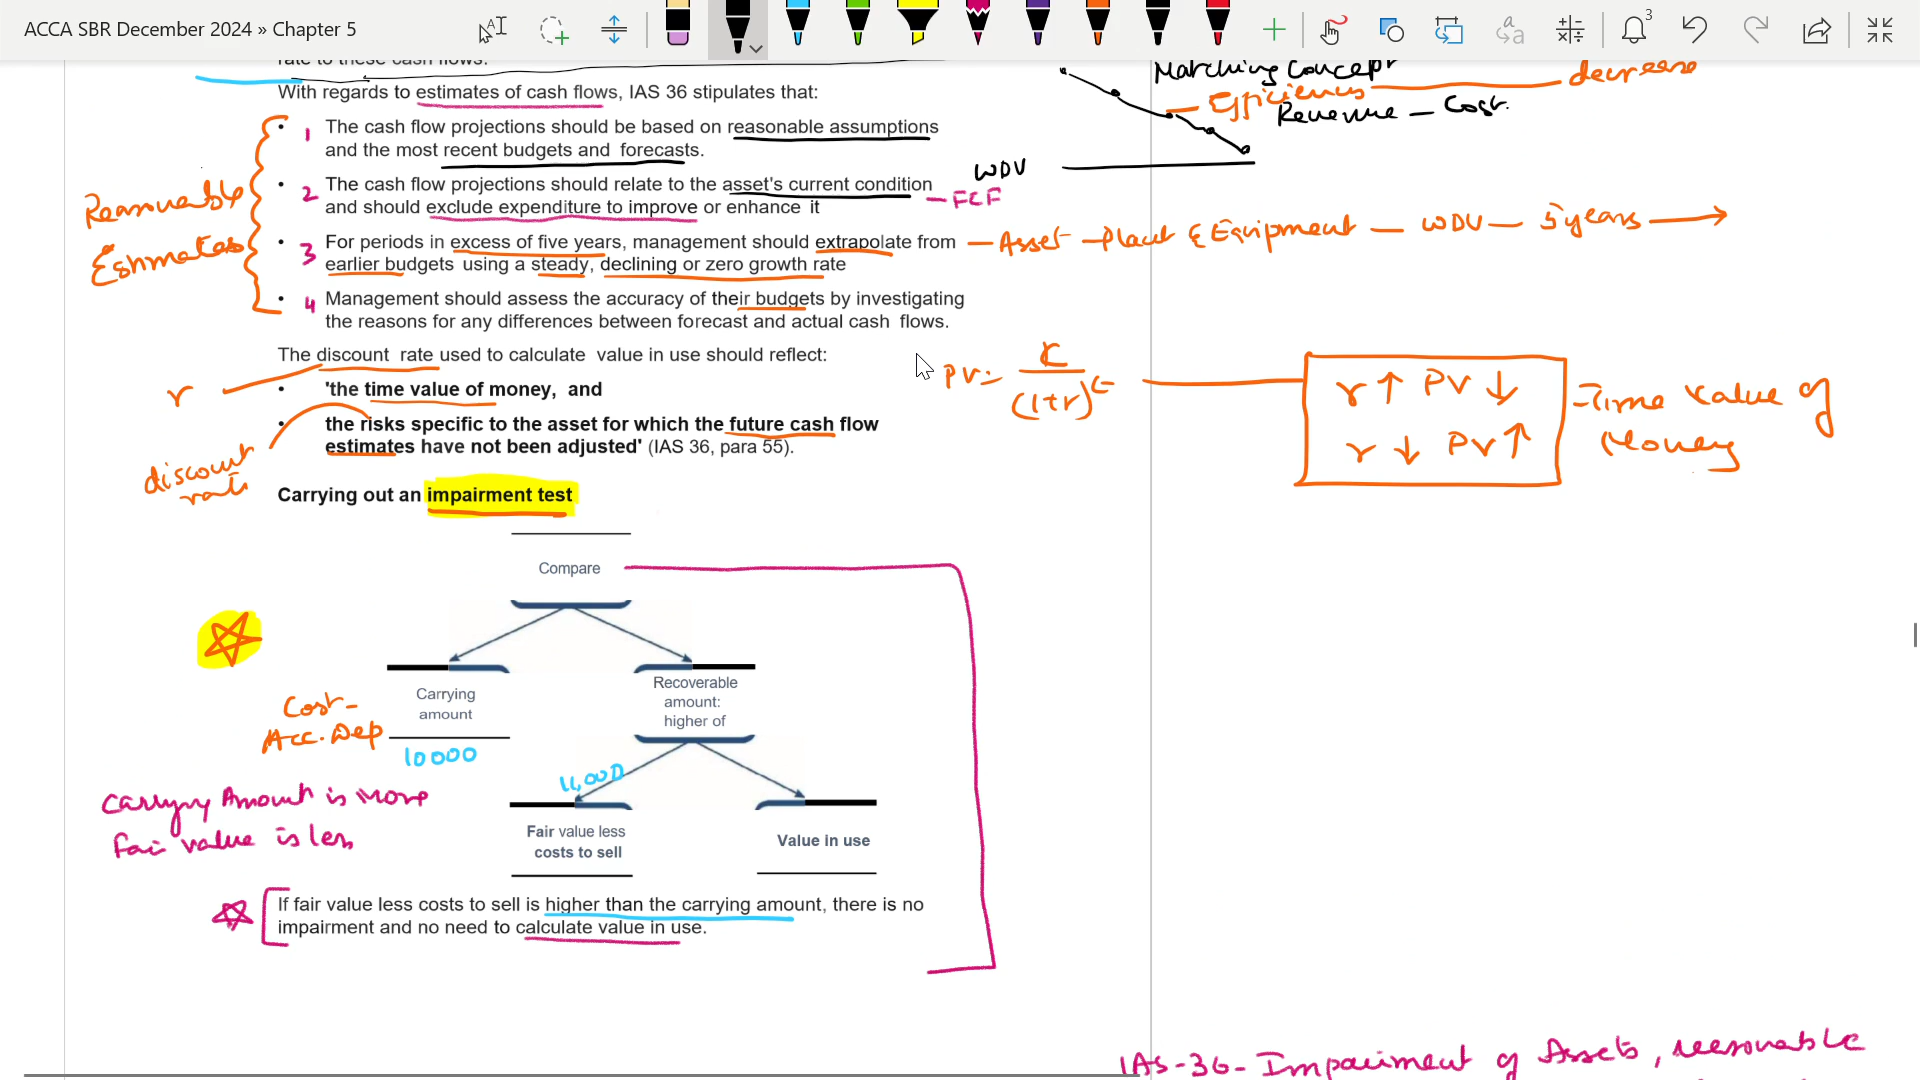 ACCA SBR December 2024 » Chapter 5
3
rate to these cash flows.
With regards to estimates of cash flows, IAS 36 stipulates that:
• 1 The cash flow projections should be based on reasonable assumptions
and the most recent budgets and forecasts.
• 2 The cash flow projections should relate to the asset's current condition
and should exclude expenditure to improve or enhance it
• 3 For periods in excess of five years, management should extrapolate from
earlier budgets using a steady, declining or zero growth rate
• 4 Management should assess the accuracy of their budgets by investigating
the reasons for any differences between forecast and actual cash flows.
Reasonable
Estimates
The discount rate used to calculate value in use should reflect:
• 'the time value of money, and
• the risks specific to the asset for which the future cash flow
estimates have not been adjusted' (IAS 36, para 55).
r
discount
rate
Carrying out an impairment test
Compare
Carrying
amount
Recoverable
amount:
higher of
Cost-
Acc. Dep
10000
11,000
Carrying Amount is More
Fair value is less
Fair value less
costs to sell
Value in use
If fair value less costs to sell is higher than the carrying amount, there is no
impairment and no need to calculate value in use.
Matching Concept
— Efficiency — decrease
Revenue — Cost.
WDV
— FCF
— Asset — Plant & Equipment — WDV — 5 years
PV =
(1+r)
r ↑ PV ↓
r ↓ PV ↑
- Time Value of
Money
IAS-36- Impairment of Assets, reasonable